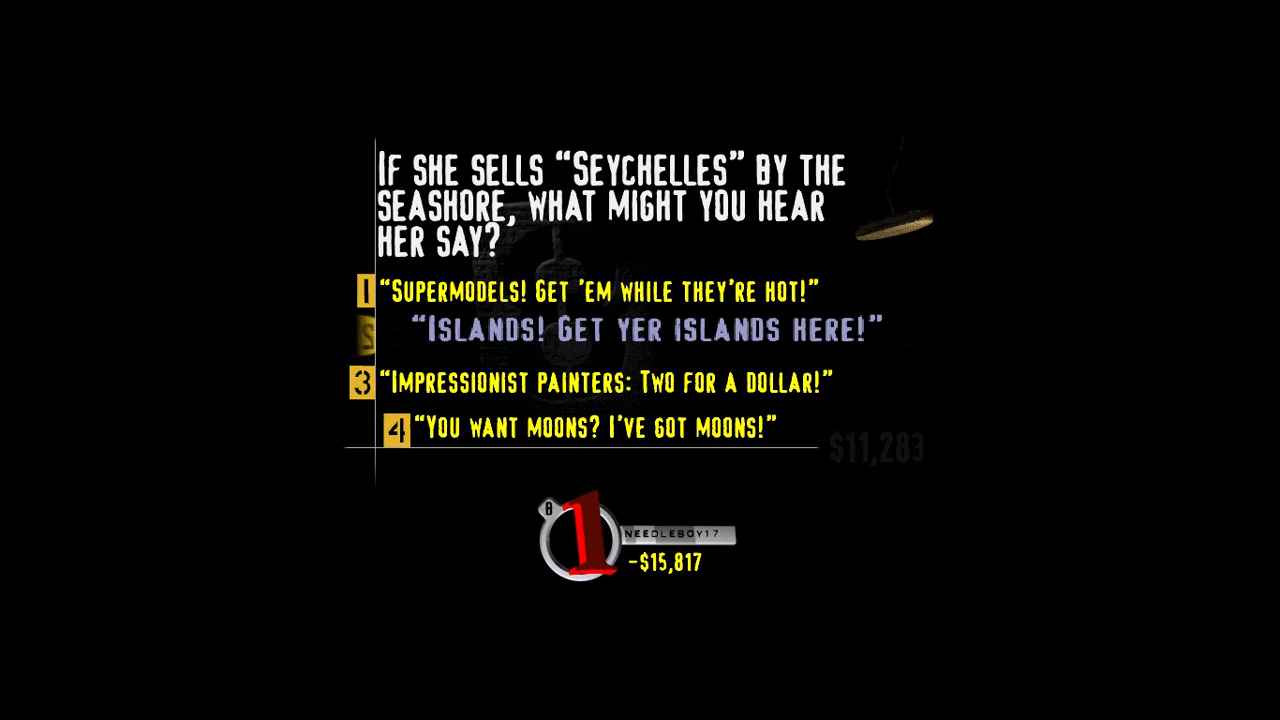 If she sells “Seychelles” by the
seashore, what might you hear
her say?
1 “Supermodels! Get 'em while they're hot!”
“Islands! Get yer islands here!”
3 “Impressionist painters: Two for a dollar!”
4 “You want moons? I've got moons!”
$11,283
1
NEEDLEBOY17
-$15,817